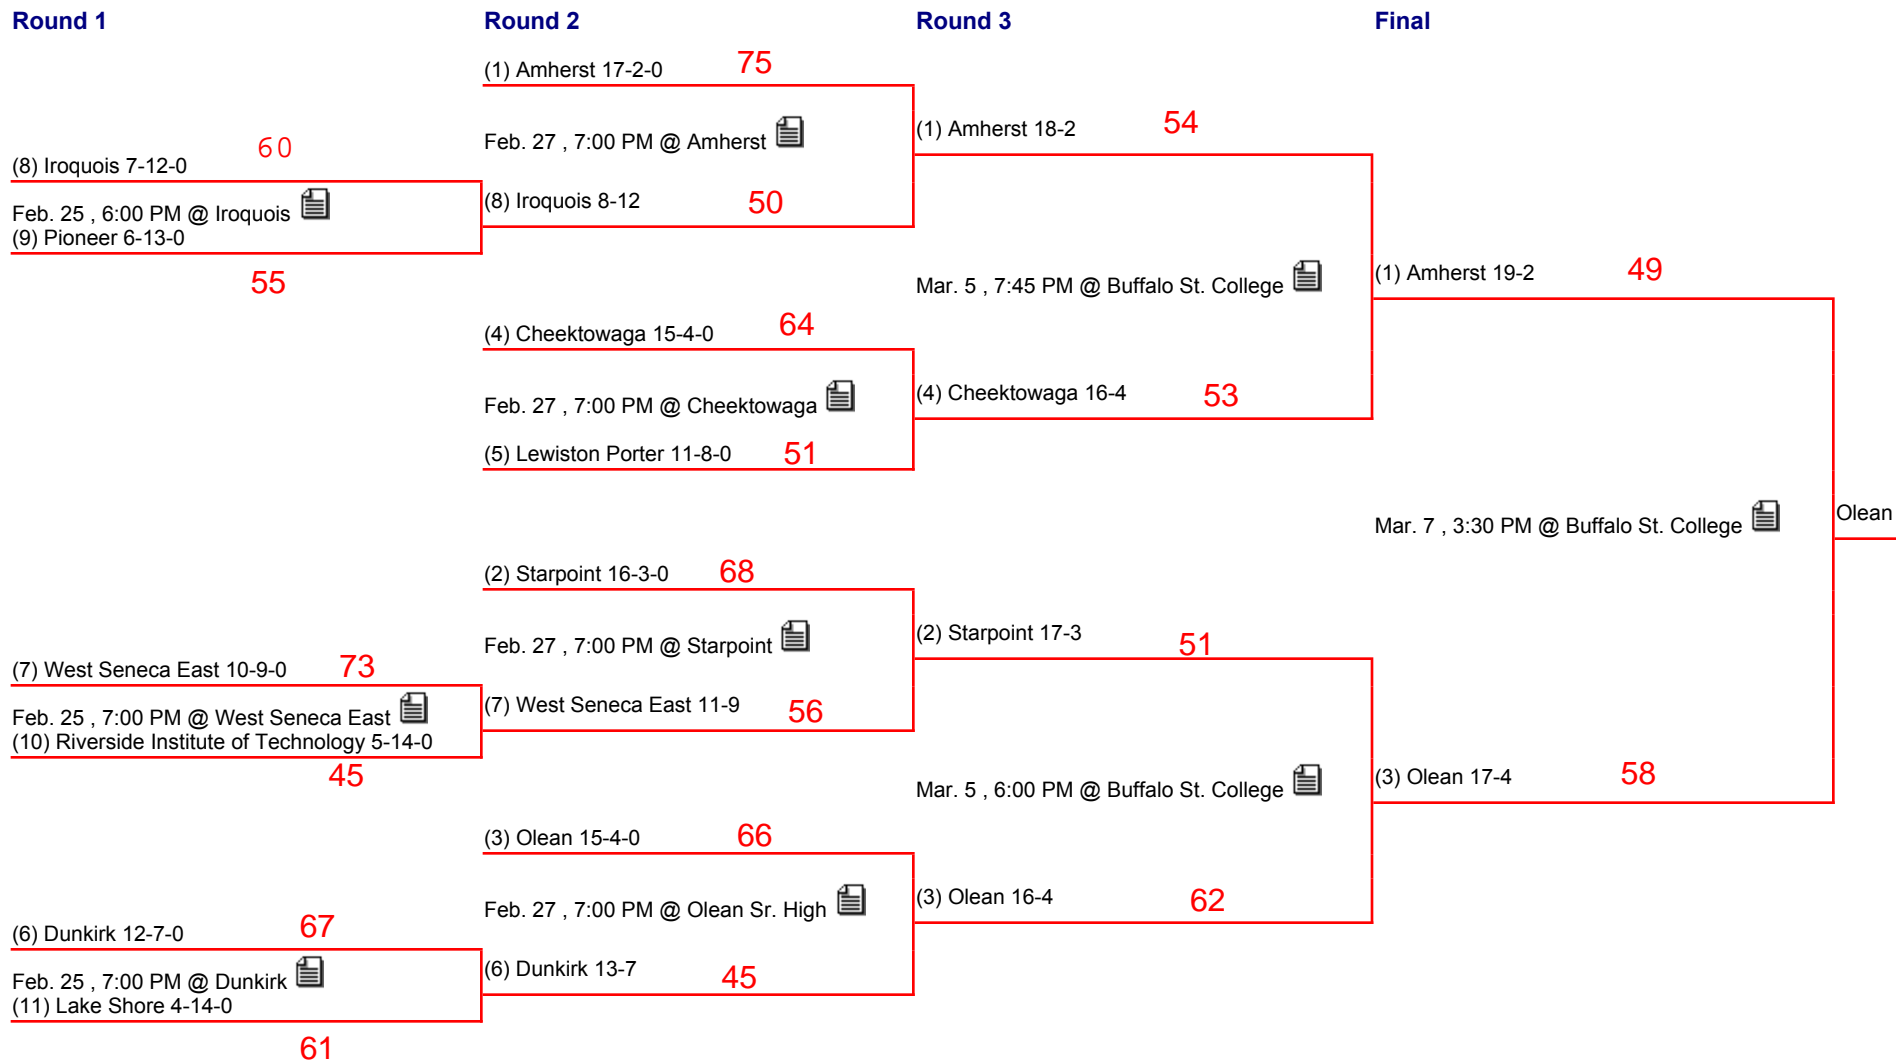 Round 1
Round 2
Round 3
Final
(8) Iroquois 7-12-0
60
Feb. 25 , 6:00 PM @ Iroquois
(9) Pioneer 6-13-0
55
(7) West Seneca East 10-9-0
73
Feb. 25 , 7:00 PM @ West Seneca East
(10) Riverside Institute of Technology 5-14-0
45
(6) Dunkirk 12-7-0
67
Feb. 25 , 7:00 PM @ Dunkirk
(11) Lake Shore 4-14-0
61
(1) Amherst 17-2-0
75
Feb. 27 , 7:00 PM @ Amherst
(8) Iroquois 8-12
50
(4) Cheektowaga 15-4-0
64
Feb. 27 , 7:00 PM @ Cheektowaga
(5) Lewiston Porter 11-8-0
51
(2) Starpoint 16-3-0
68
Feb. 27 , 7:00 PM @ Starpoint
(7) West Seneca East 11-9
56
(3) Olean 15-4-0
66
Feb. 27 , 7:00 PM @ Olean Sr. High
(6) Dunkirk 13-7
45
(1) Amherst 18-2
54
Mar. 5 , 7:45 PM @ Buffalo St. College
(4) Cheektowaga 16-4
53
(2) Starpoint 17-3
51
Mar. 5 , 6:00 PM @ Buffalo St. College
(3) Olean 16-4
62
(1) Amherst 19-2
49
Mar. 7 , 3:30 PM @ Buffalo St. College
(3) Olean 17-4
58
Olean